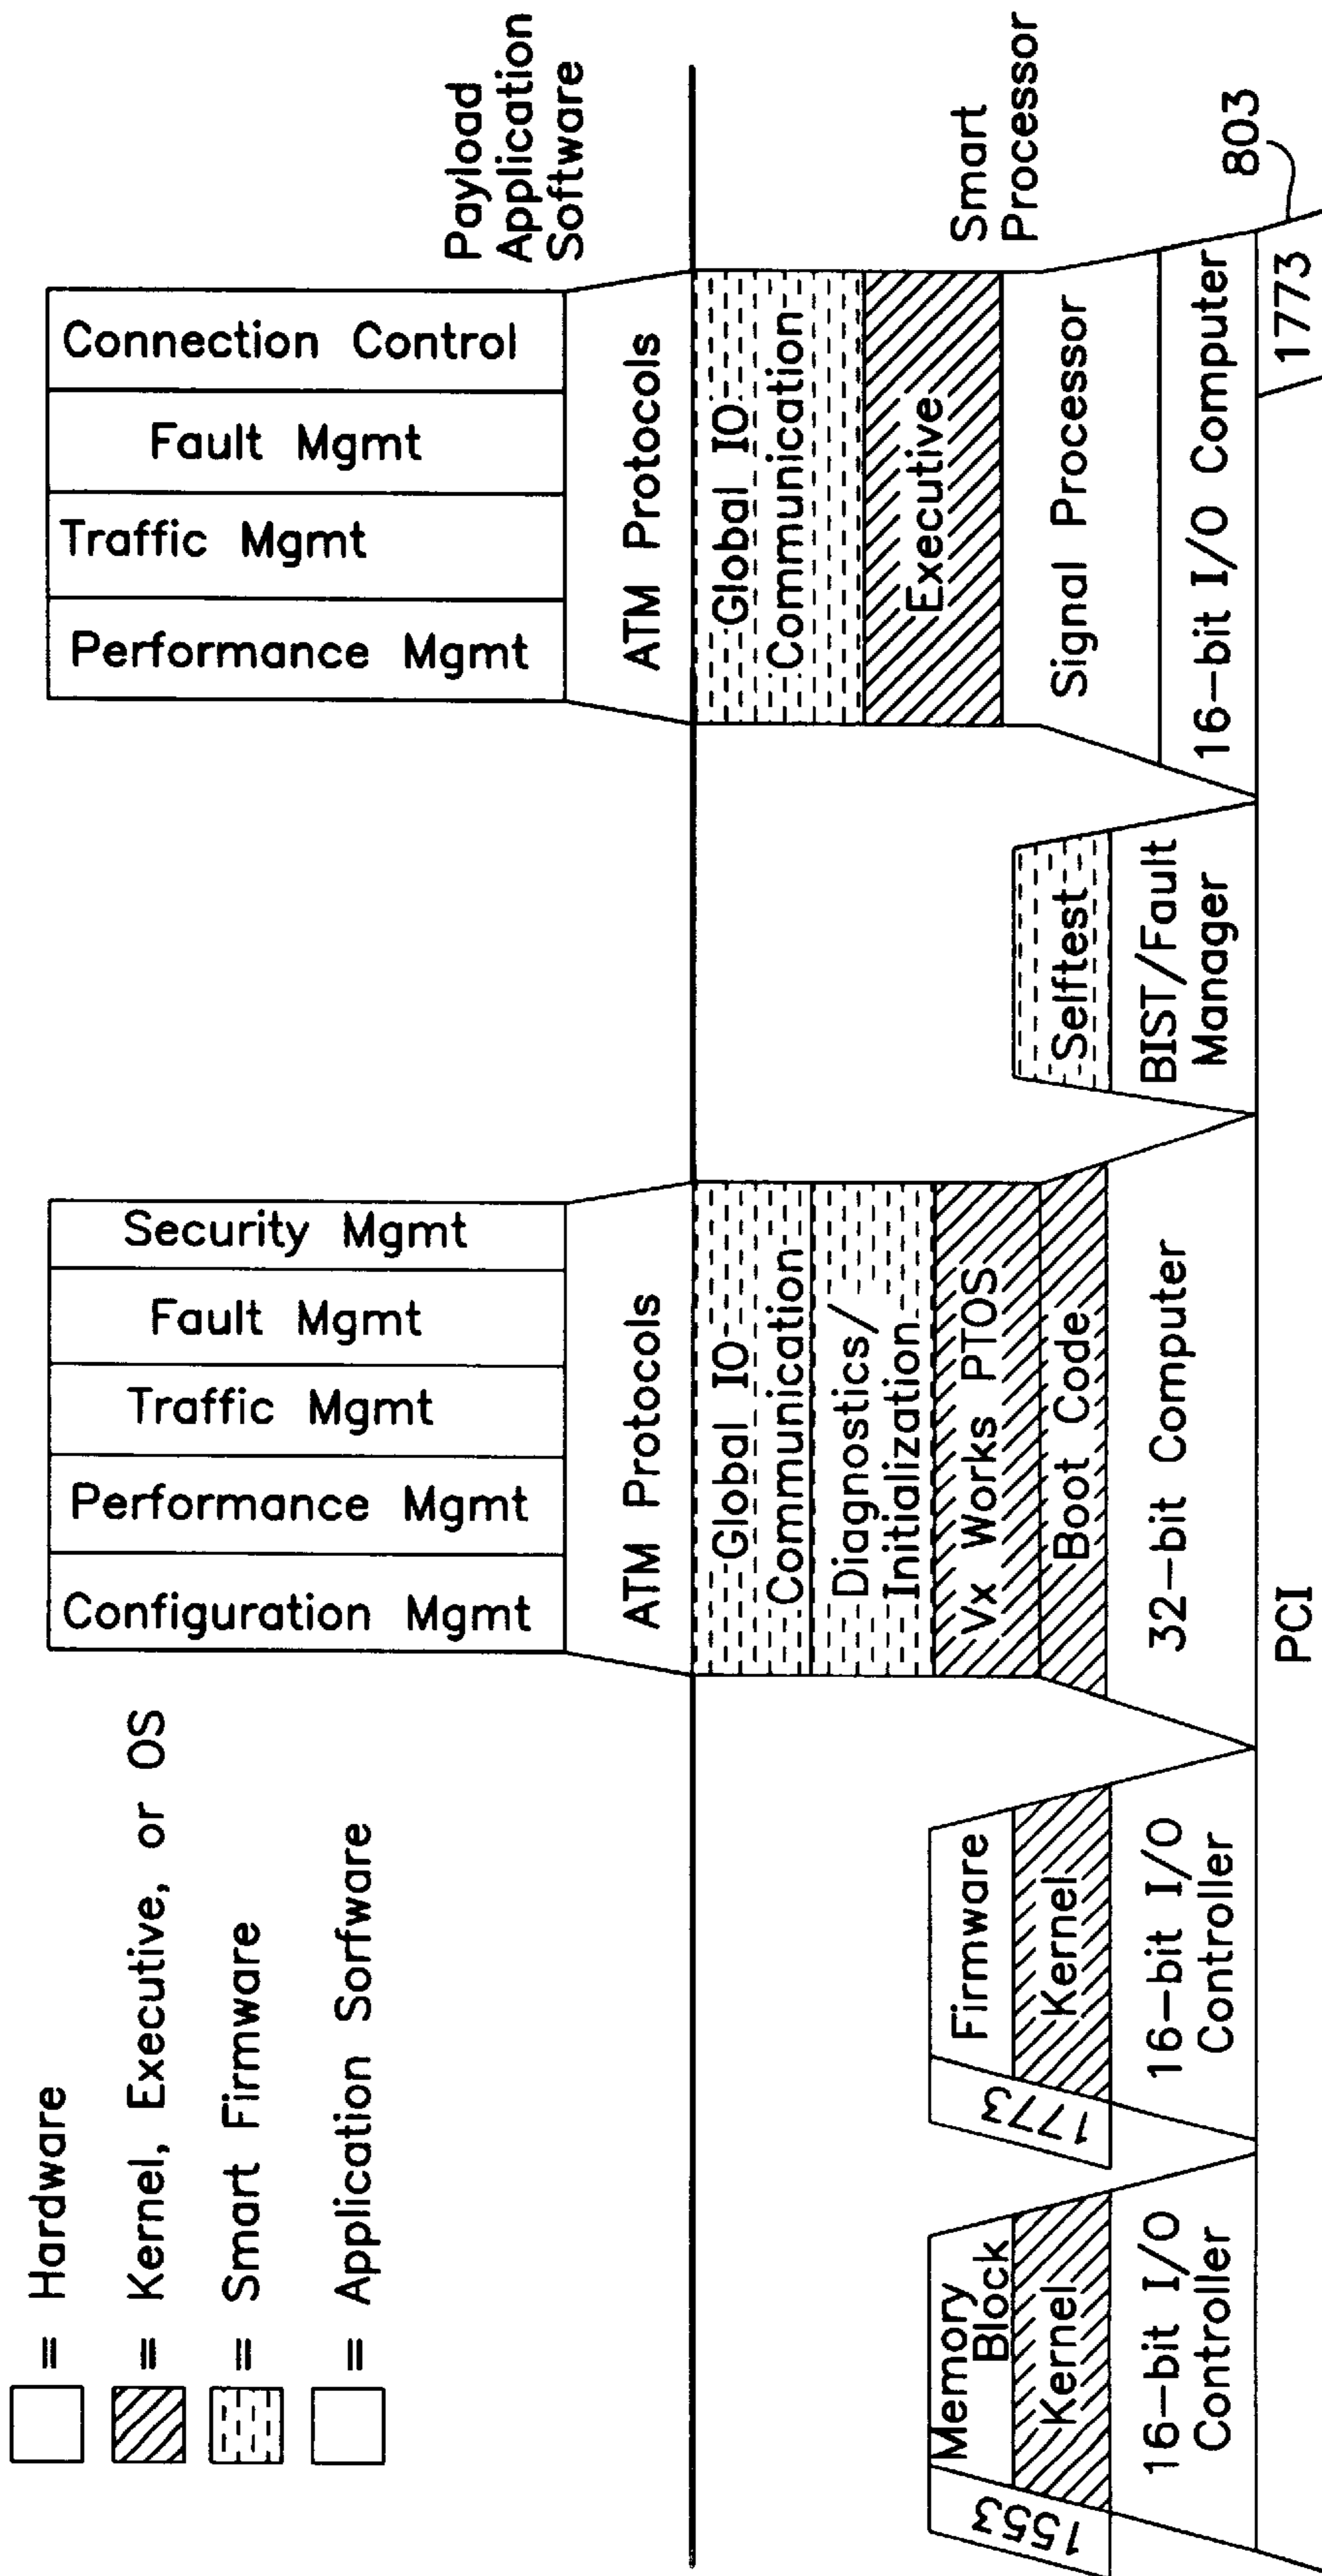 = Hardware
= Kernel, Executive, or OS
= Smart Firmware
= Application Sorfware
Configuration Mgmt
Performance Mgmt
Traffic Mgmt
Fault Mgmt
Security Mgmt
ATM Protocols
Performance Mgmt
Traffic Mgmt
Fault Mgmt
Connection Control
ATM Protocols
Payload
Application
Software
Smart
Processor
1553
Memory
Block
Kernel
16-bit I/O
Controller
1773
Firmware
Kernel
16-bit I/O
Controller
Global IO
Communication
Diagnostics/
Initialization
Vx Works PTOS
Boot Code
32-bit Computer
Selftest
BIST/Fault
Manager
Global IO
Communication
Executive
Signal Processor
16-bit I/O Computer
PCI
1773
803